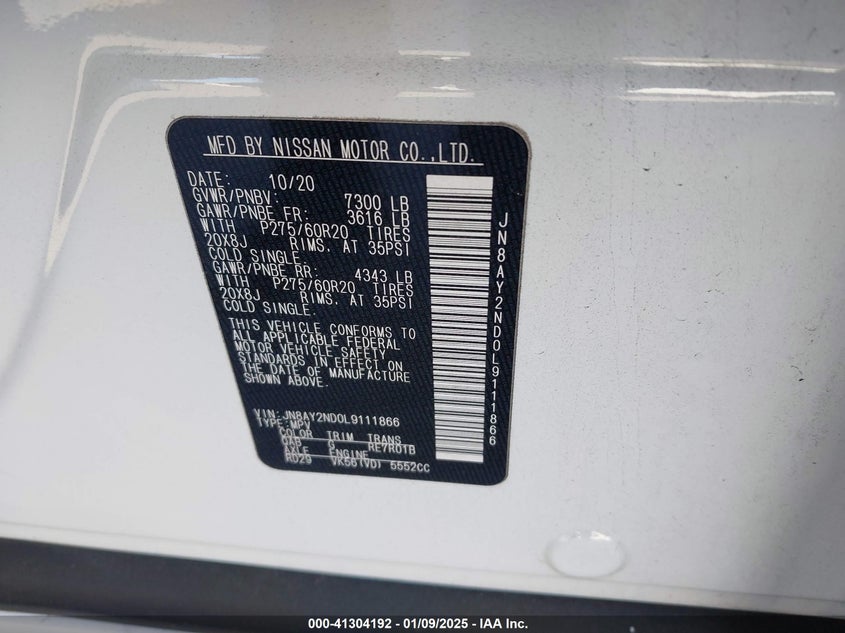 MFD BY NISSAN MOTOR CO.,LTD.
DATE: 10/20
GVWR/PNBV: 7300 LB
GAWR/PNBE FR: 3616 LB
WITH P275/60R20 TIRES
20X8J RIMS. AT 35PSI
COLD SINGLE.
GAWR/PNBE RR: 4343 LB
WITH P275/60R20 TIRES
20X8J RIMS. AT 35PSI
COLD SINGLE.
THIS VEHICLE CONFORMS TO
ALL APPLICABLE FEDERAL
MOTOR VEHICLE SAFETY
STANDARDS IN EFFECT ON
THE DATE OF MANUFACTURE
SHOWN ABOVE.
VIN: JN8AY2ND0L9111866
TYPE: MPV
COLOR TRIM TRANS
QAB G RE7R01B
AXLE ENGINE
RD29 VK56(VD) 5552CC
JN8AY2ND0L9111866
000-41304192 - 01/09/2025 - IAA Inc.